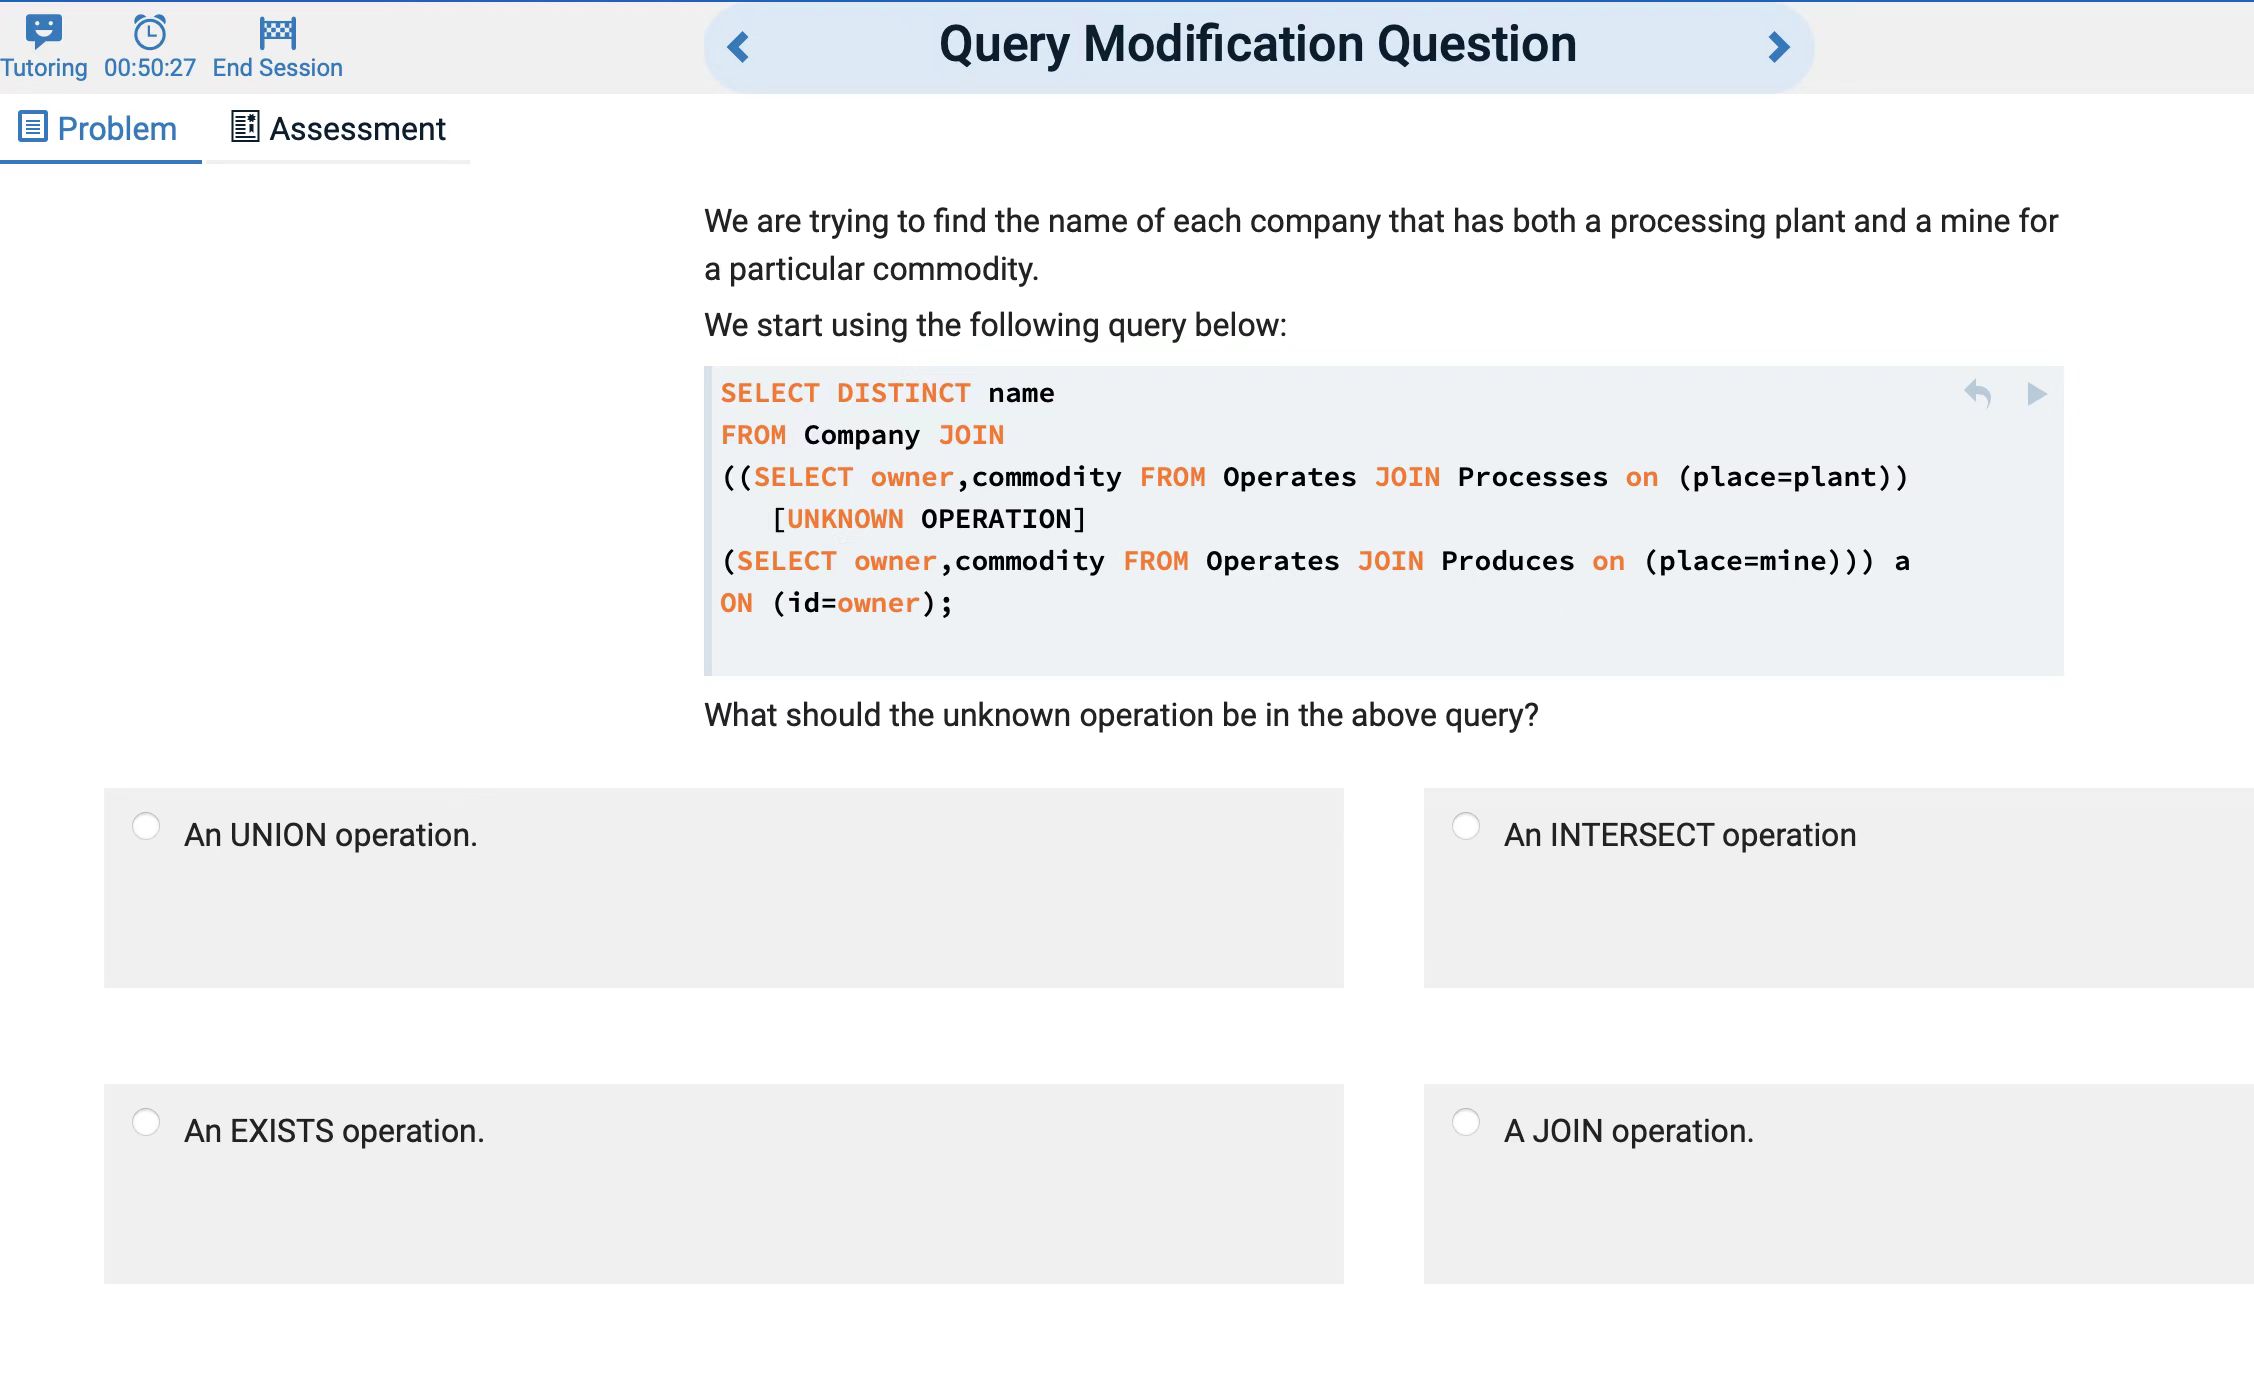 Tutoring 00:50:27 End Session
Query Modification Question
Problem Assessment
We are trying to find the name of each company that has both a processing plant and a mine for
a particular commodity.
We start using the following query below:
SELECT DISTINCT name
FROM Company JOIN
((SELECT owner,commodity FROM Operates JOIN Processes on (place=plant))
[UNKNOWN OPERATION]
(SELECT owner,commodity FROM Operates JOIN Produces on (place=mine))) a
ON (id=owner);
What should the unknown operation be in the above query?
An UNION operation.
An INTERSECT operation
An EXISTS operation.
A JOIN operation.